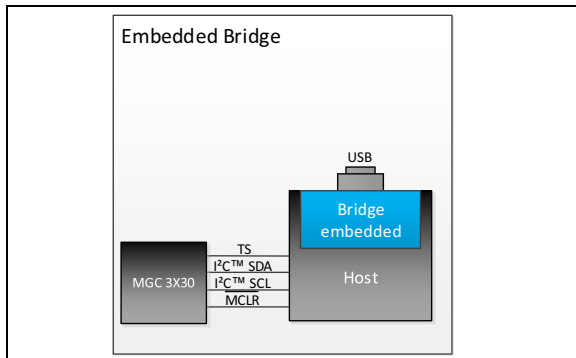 Embedded Bridge
USB
Bridge
embedded
TS
I²C™ SDA
MGC 3X30
I²C™ SCL
Host
MCLR